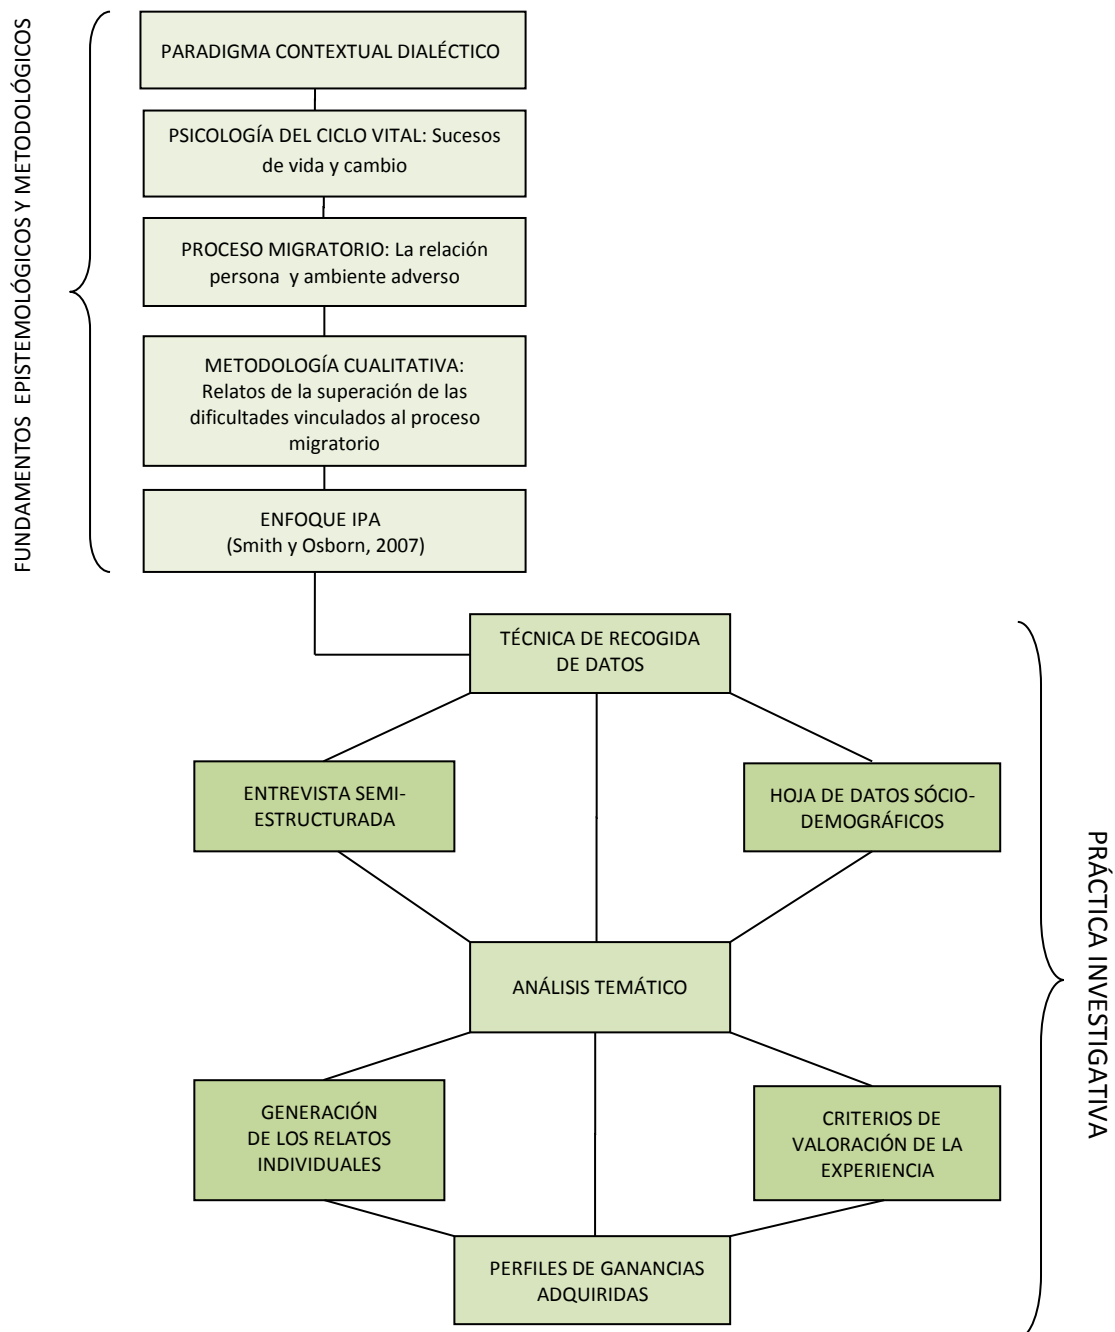 FUNDAMENTOS EPISTEMOLÓGICOS Y METODOLÓGICOS
PARADIGMA CONTEXTUAL DIALÉCTICO
PSICOLOGÍA DEL CICLO VITAL: Sucesos
de vida y cambio
PROCESO MIGRATORIO: La relación
persona y ambiente adverso
METODOLOGÍA CUALITATIVA:
Relatos de la superación de las
dificultades vinculados al proceso
migratorio
ENFOQUE IPA
(Smith y Osborn, 2007)
TÉCNICA DE RECOGIDA
DE DATOS
ENTREVISTA SEMI-
ESTRUCTURADA
HOJA DE DATOS SÓCIO-
DEMOGRÁFICOS
PRÁCTICA INVESTIGATIVA
ANÁLISIS TEMÁTICO
GENERACIÓN
DE LOS RELATOS
INDIVIDUALES
CRITERIOS DE
VALORACIÓN DE LA
EXPERIENCIA
PERFILES DE GANANCIAS
ADQUIRIDAS